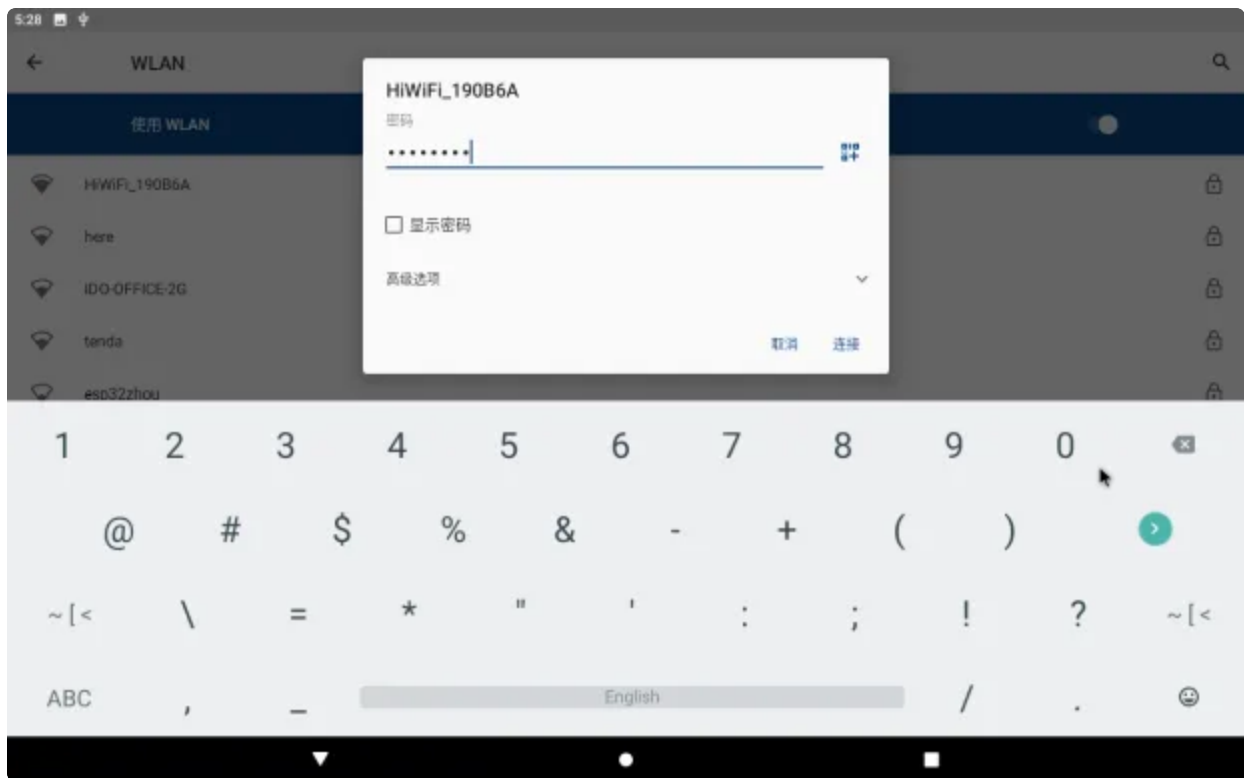 5:28
WLAN
HiWiFi_190B6A
密码
••••••••
使用 WLAN
HiWiFi_190B6A
here
显示密码
iDO-OFFICE-2G
高级选项
tenda
取消 连接
esp32zhou
1 2 3 4 5 6 7 8 9 0
@ # $ % & - + ( )
~[< \ = * " ' : ; ! ? ~[<
ABC , _ English / .